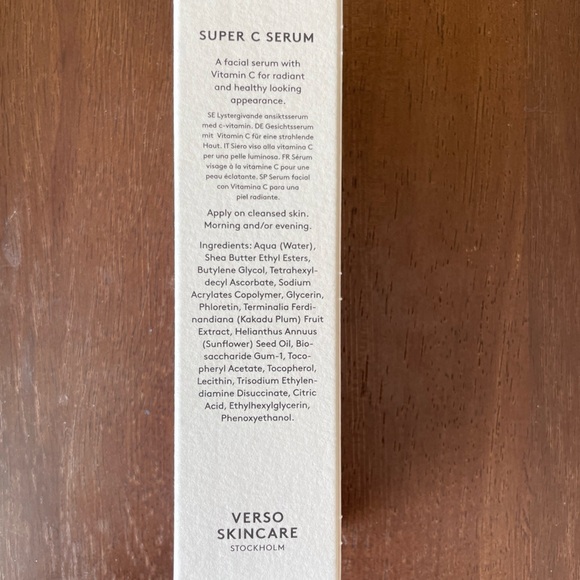 SUPER C SERUM
A facial serum with
Vitamin C for radiant
and healthy looking
appearance.
SE Lystergivande ansiktsserum
med c-vitamin. DE Gesichtsserum
mit Vitamin C für eine strahlende
Haut. IT Siero viso alla vitamina C
per una pelle luminosa. FR Sérum
visage à la vitamine C pour une
peau éclatante. SP Serum facial
con Vitamina C para una
piel radiante.
Apply on cleansed skin.
Morning and/or evening.
Ingredients: Aqua (Water),
Shea Butter Ethyl Esters,
Butylene Glycol, Tetrahexyl-
decyl Ascorbate, Sodium
Acrylates Copolymer, Glycerin,
Phloretin, Terminalia Ferdi-
nandiana (Kakadu Plum) Fruit
Extract, Helianthus Annuus
(Sunflower) Seed Oil, Bio-
saccharide Gum-1, Toco-
pheryl Acetate, Tocopherol,
Lecithin, Trisodium Ethylen-
diamine Disuccinate, Citric
Acid, Ethylhexylglycerin,
Phenoxyethanol.
VERSO
SKINCARE
STOCKHOLM